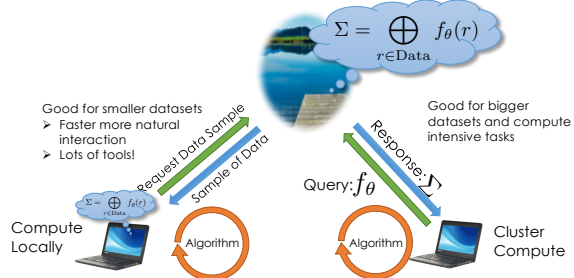 Σ = ⊕ f_θ(r)
r∈Data
Good for smaller datasets
➢ Faster more natural
interaction
➢ Lots of tools!
Good for bigger
datasets and compute
intensive tasks
Request Data Sample
Sample of Data
Response: Σ
Query: f_θ
Σ = ⊕ f_θ(r)
r∈Data
Compute
Locally
Algorithm
Algorithm
Cluster
Compute